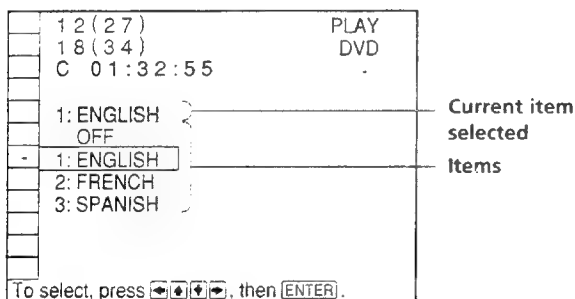 12(27) PLAY
18(34) DVD
C 01:32:55
1: ENGLISH
Current item
selected
OFF
1: ENGLISH
Items
2: FRENCH
3: SPANISH
To select, press ←↑↓→, then ENTER.